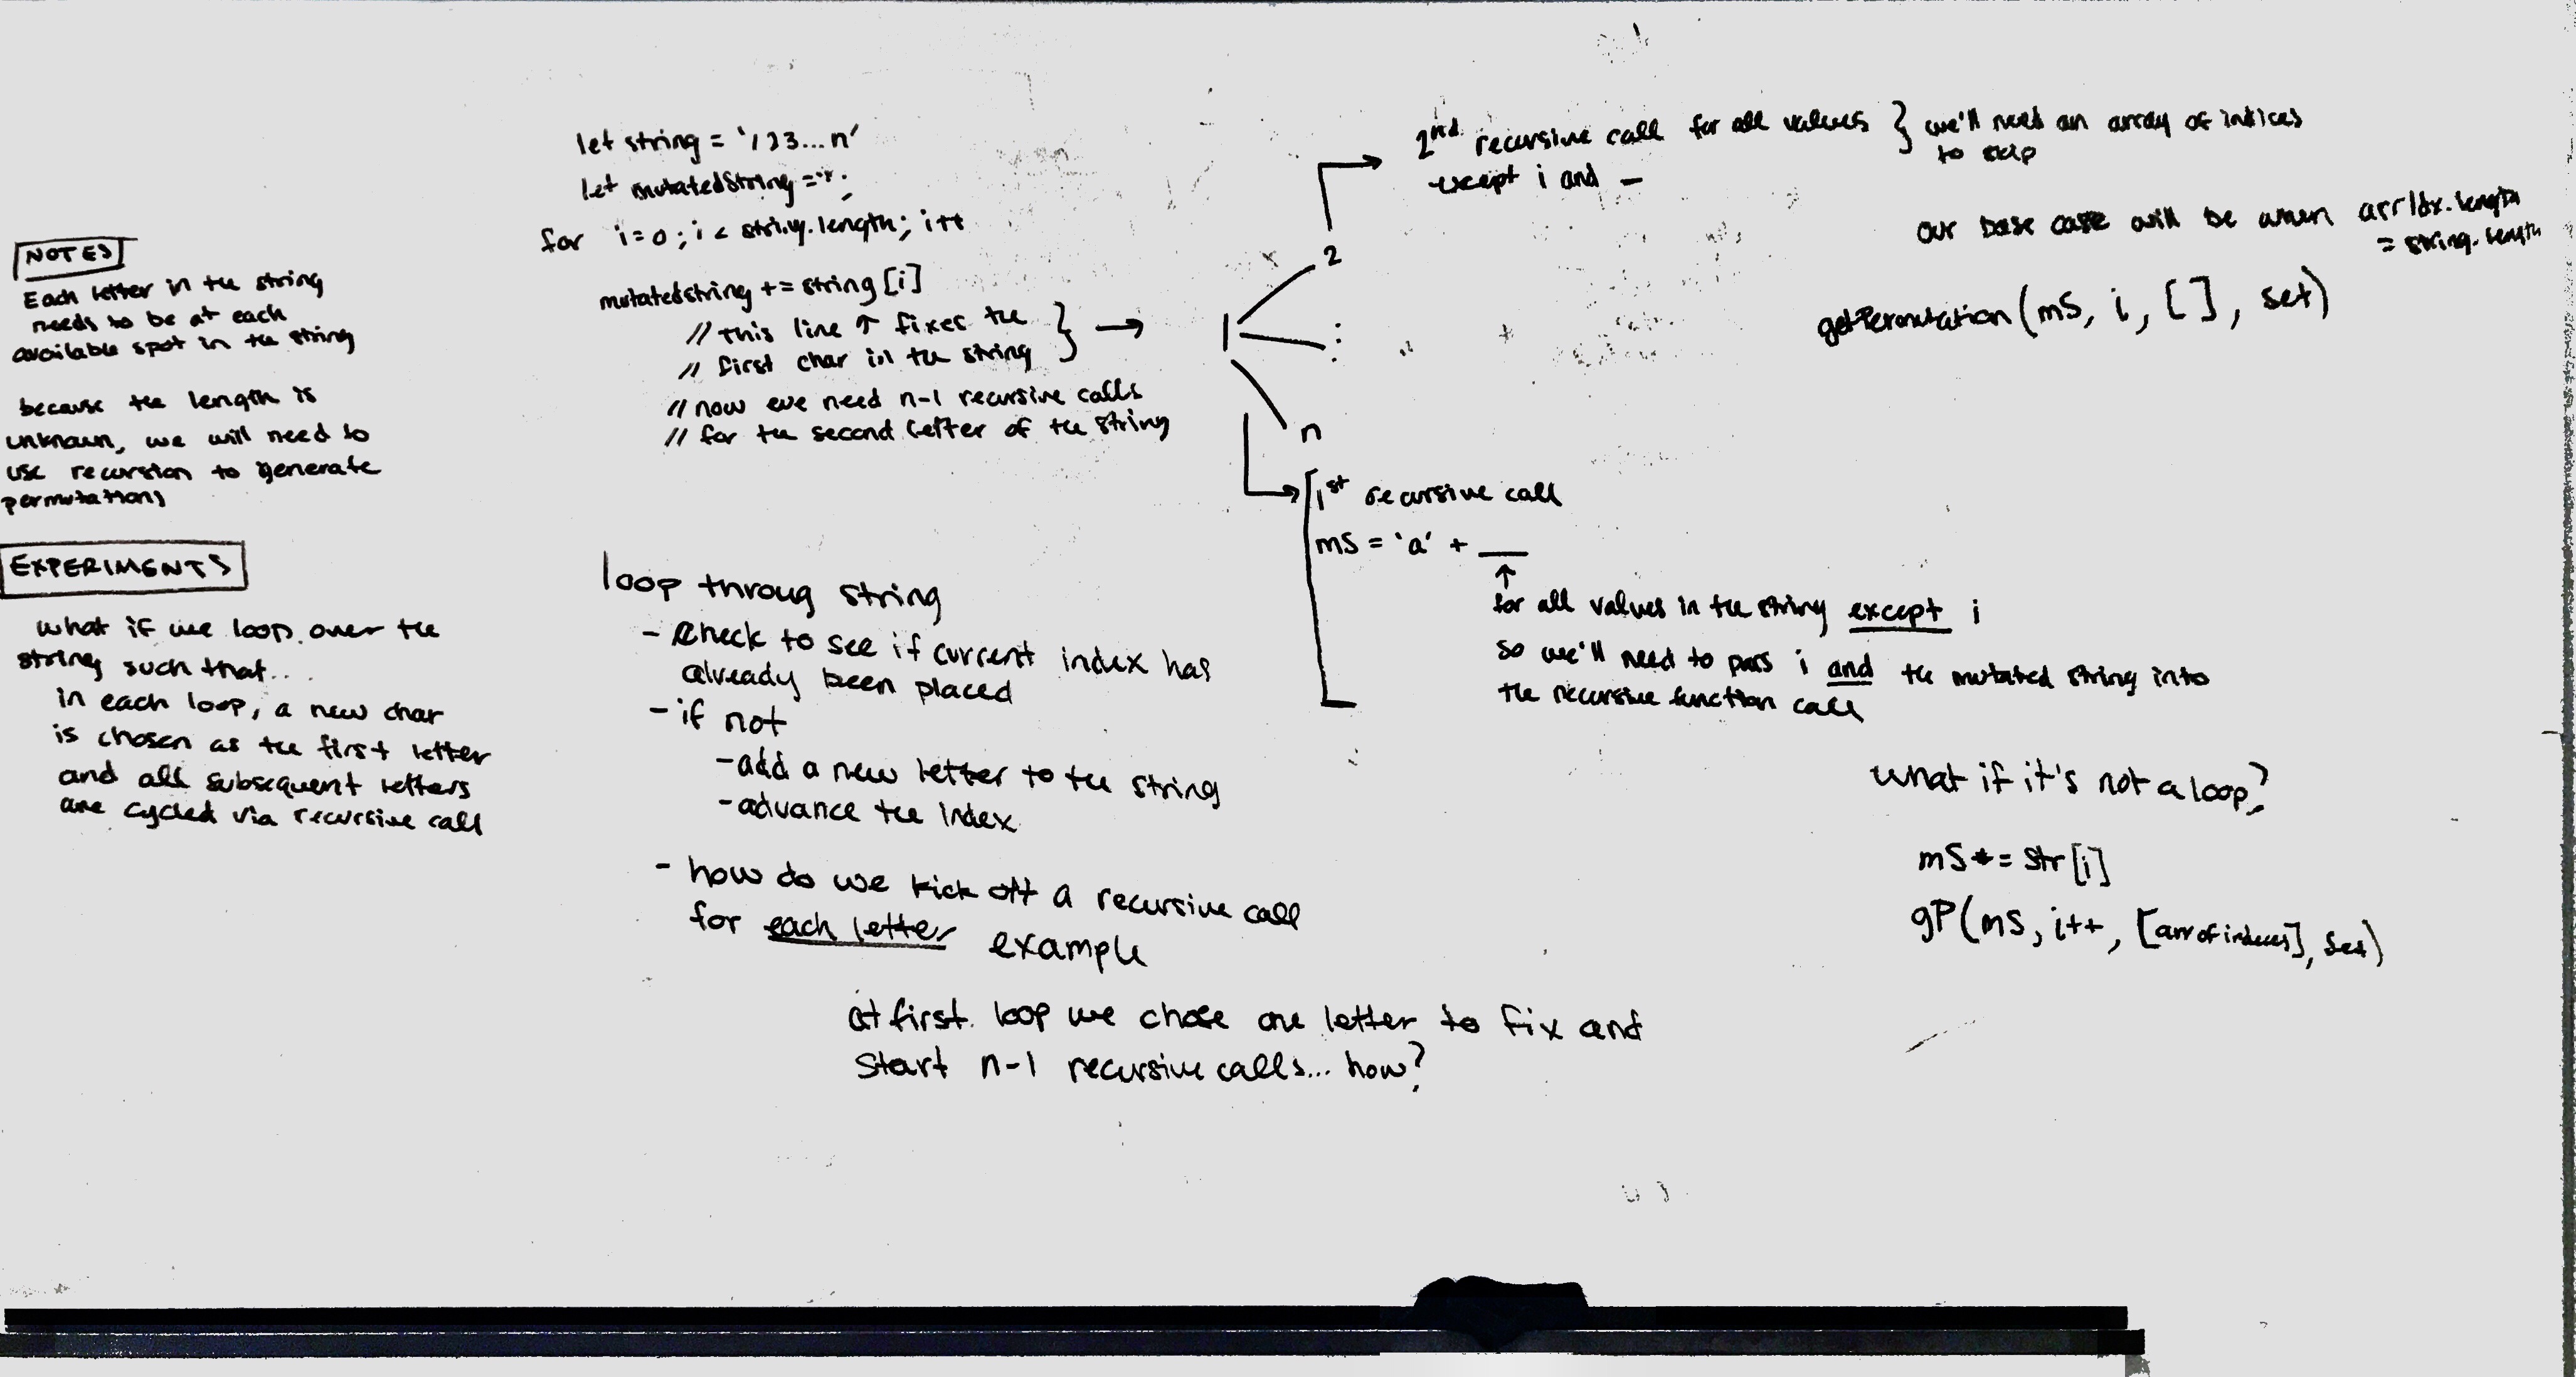 NOTES
Each letter in the string
needs to be at each
available spot in the string
because the length is
unknown, we will need to
use recursion to generate
permutations
EXPERIMENTS
what if we loop over the
string such that...
in each loop, a new char
is chosen as the first letter
and all subsequent letters
are cycled via recursive call
let string = '123...n'
let mutatedString = '';
for i=0; i < string.length; i++
mutatedstring += string[i]
// this line ↑ fixes the
// first char in the string
// now we need n-1 recursive calls
// for the second letter of the string
1
2
n
2nd recursive call for all values
except i and _
we'll need an array of indices
to skip
our base case will be when arrIdx.length
= string.length
getPermutation(mS, i, [], set)
1st recursive call
mS = 'a' + __
↑
for all values in the string except i
so we'll need to pass i and the mutated string into
the recursive function call
loop throug string
- check to see if current index has
already been placed
- if not
- add a new letter to the string
- advance the index
- how do we kick off a recursive call
for each letter example
at first loop we chose one letter to fix and
start n-1 recursive calls... how?
what if it's not a loop?
mS += str[i]
gP(mS, i++, [arr of indexes], set)